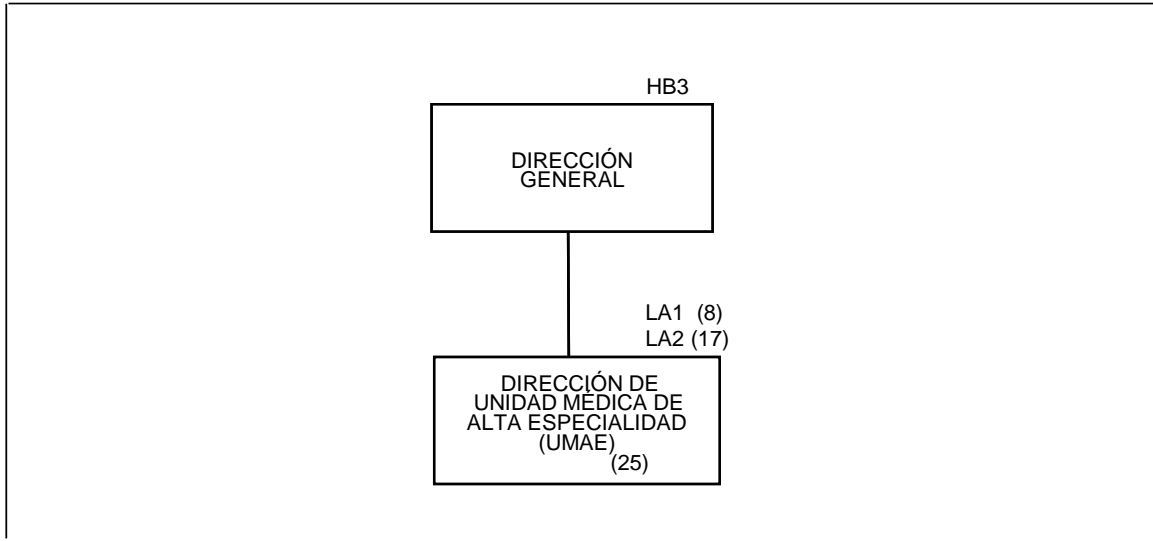 HB3
DIRECCIÓN
GENERAL
LA1 (8)
LA2 (17)
DIRECCIÓN DE
UNIDAD MÉDICA DE
ALTA ESPECIALIDAD
(UMAE)
(25)